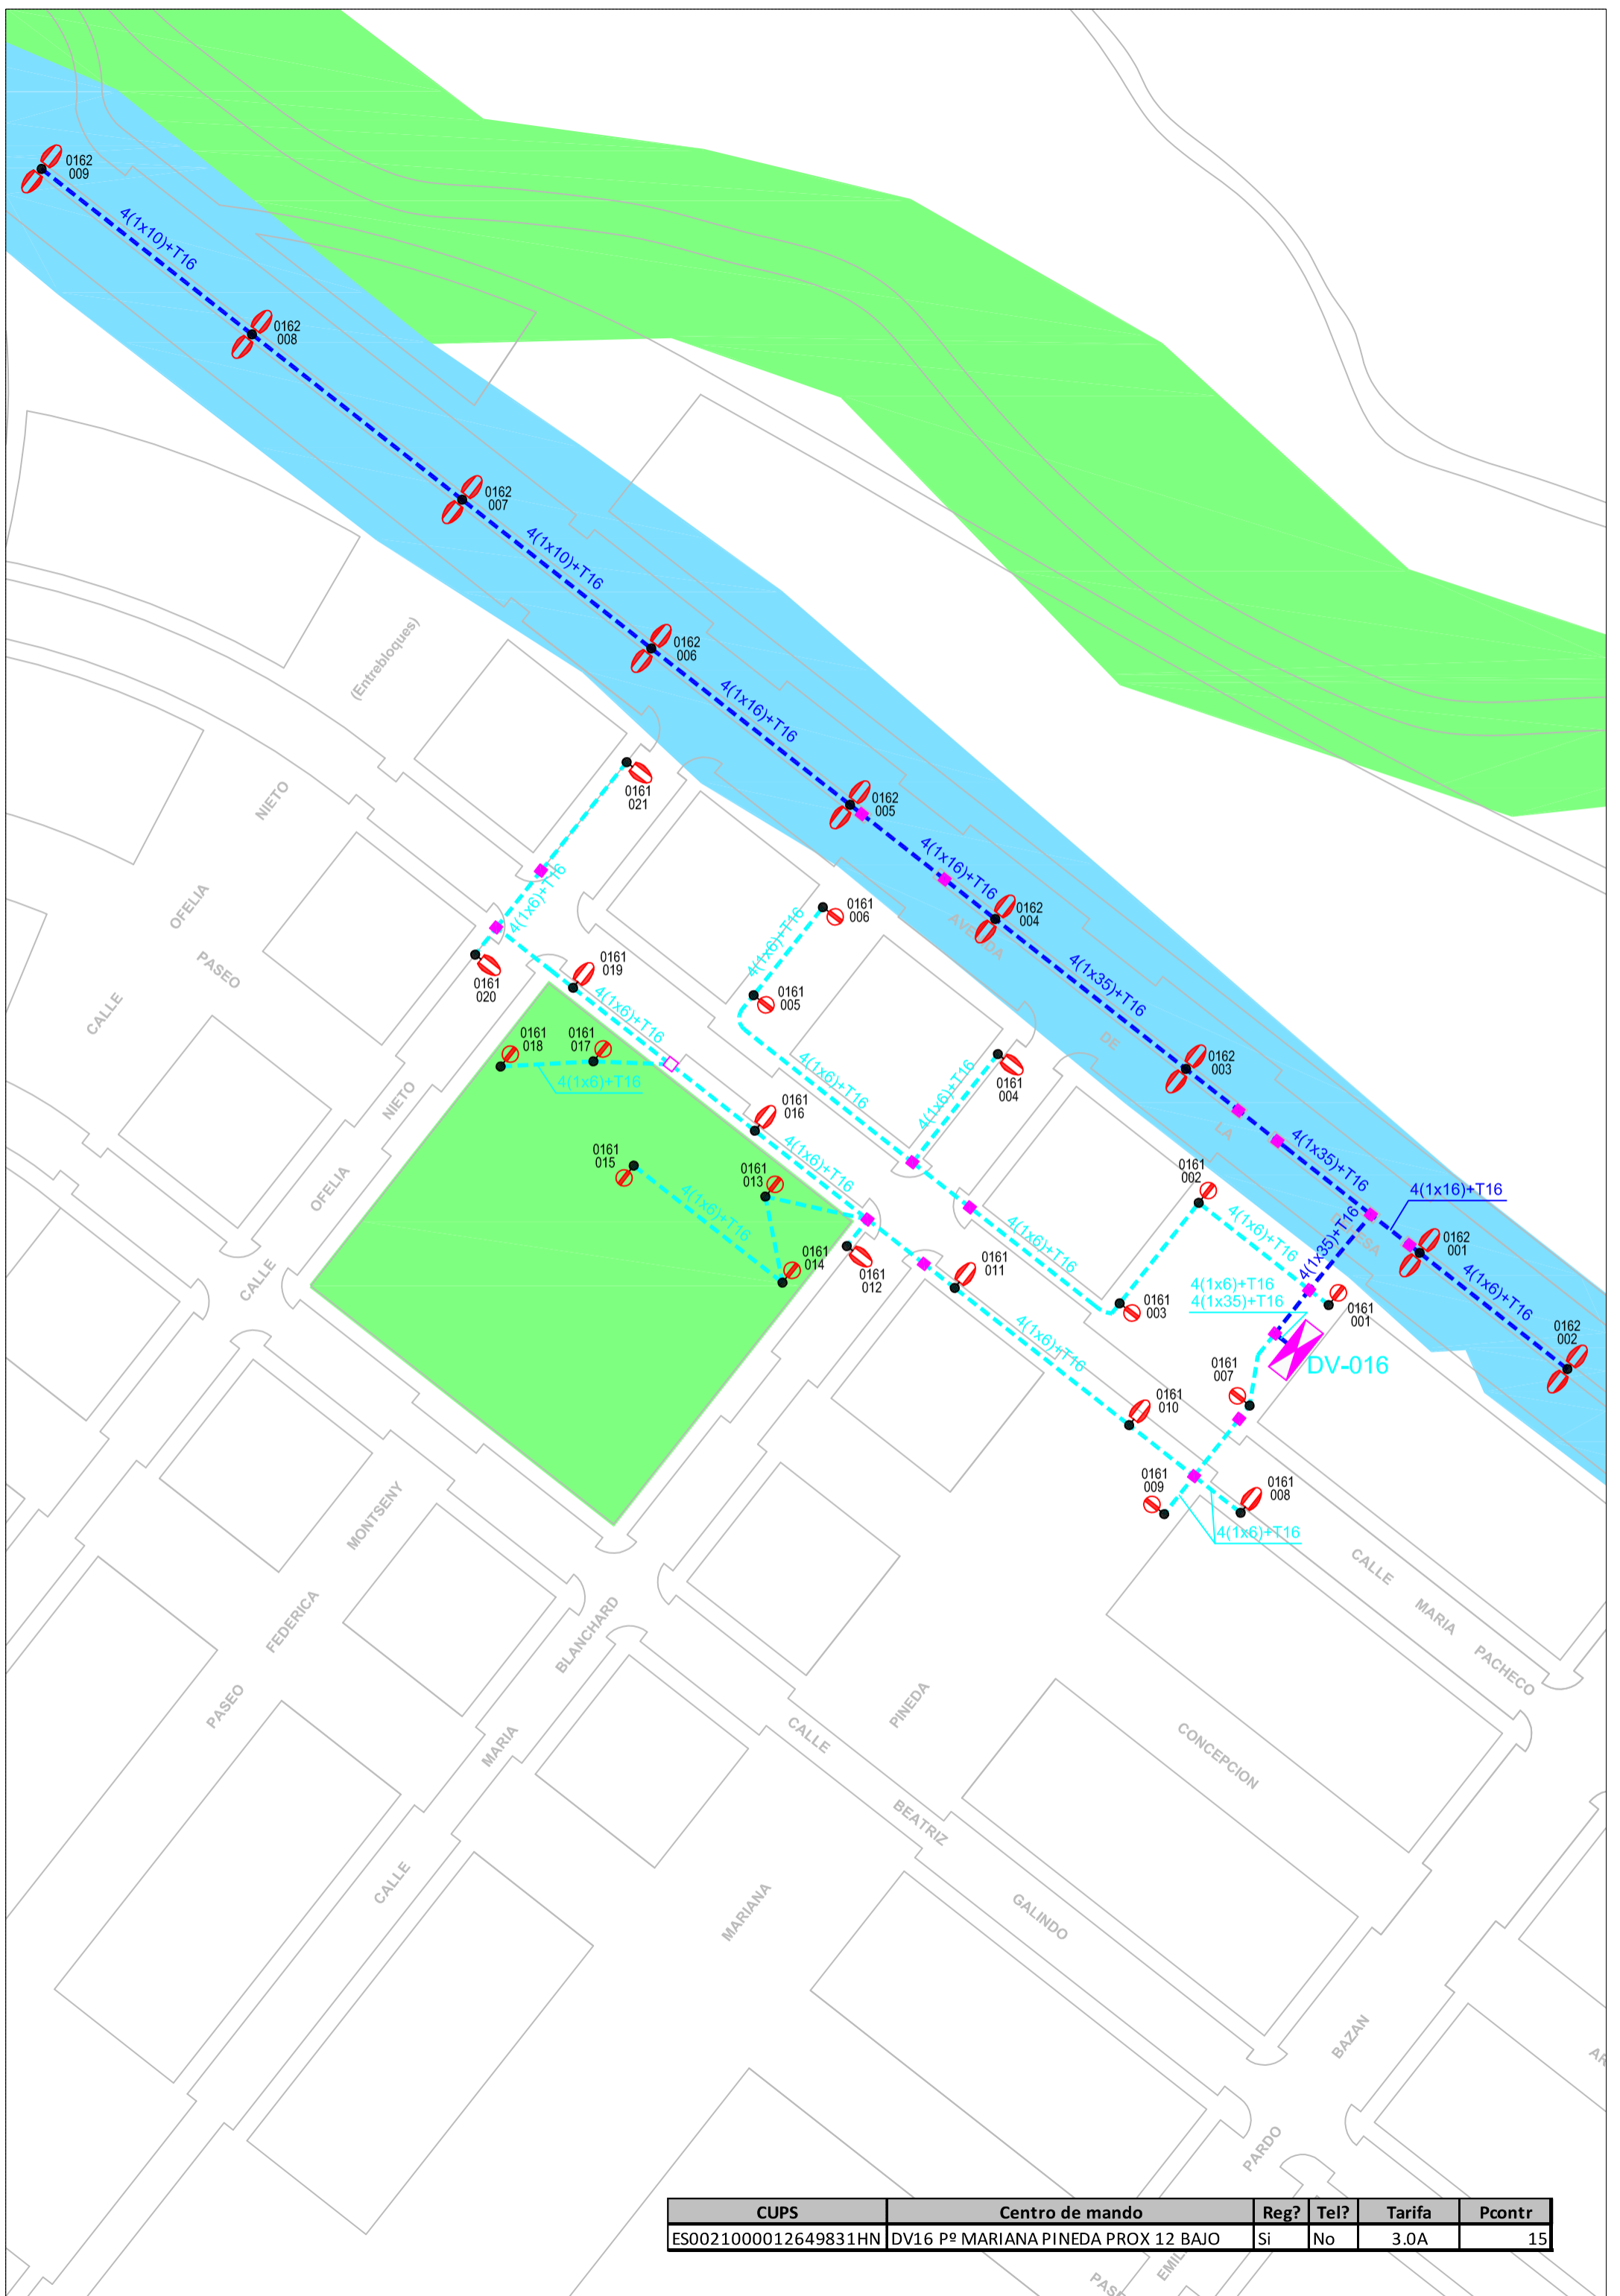 0162
009
4(1x10)+T16
0162
008
0162
007
4(1x10)+T16
0162
006
(Entrebloques)
4(1x16)+T16
0161
021
0162
005
NIETO
OFELIA
PASEO
CALLE
4(1x6)+T16
4(1x16)+T16
0161
006
0162
004
AVENIDA
4(1x6)+T16
0161
019
0161
020
0161
005
4(1x35)+T16
4(1x6)+T16
DE
0161
018
0161
017
4(1x6)+T16
0162
003
4(1x6)+T16
4(1x6)+T16
0161
004
NIETO
OFELIA
CALLE
0161
016
LA
4(1x35)+T16
4(1x6)+T16
0161
015
0161
013
0161
002
4(1x16)+T16
4(1x6)+T16
4(1x6)+T16
4(1x6)+T16
4(1x35)+T16
0161
014
0161
012
0161
011
0162
001
4(1x6)+T16
4(1x35)+T16
0161
003
0161
001
4(1x6)+T16
0162
002
4(1x6)+T16
DV-016
0161
007
0161
010
0161
009
0161
008
4(1x6)+T16
MONTSENY
FEDERICA
PASEO
BLANCHARD
MARIA
CALLE
CALLE
MARIA
PACHECO
PINEDA
MARIANA
CALLE
BEATRIZ
GALINDO
CONCEPCION
BAZAN
PARDO
CUPS Centro de mando Reg? Tel? Tarifa Pcontr
ES0021000012649831HN DV16 Pº MARIANA PINEDA PROX 12 BAJO Si No 3.0A 15